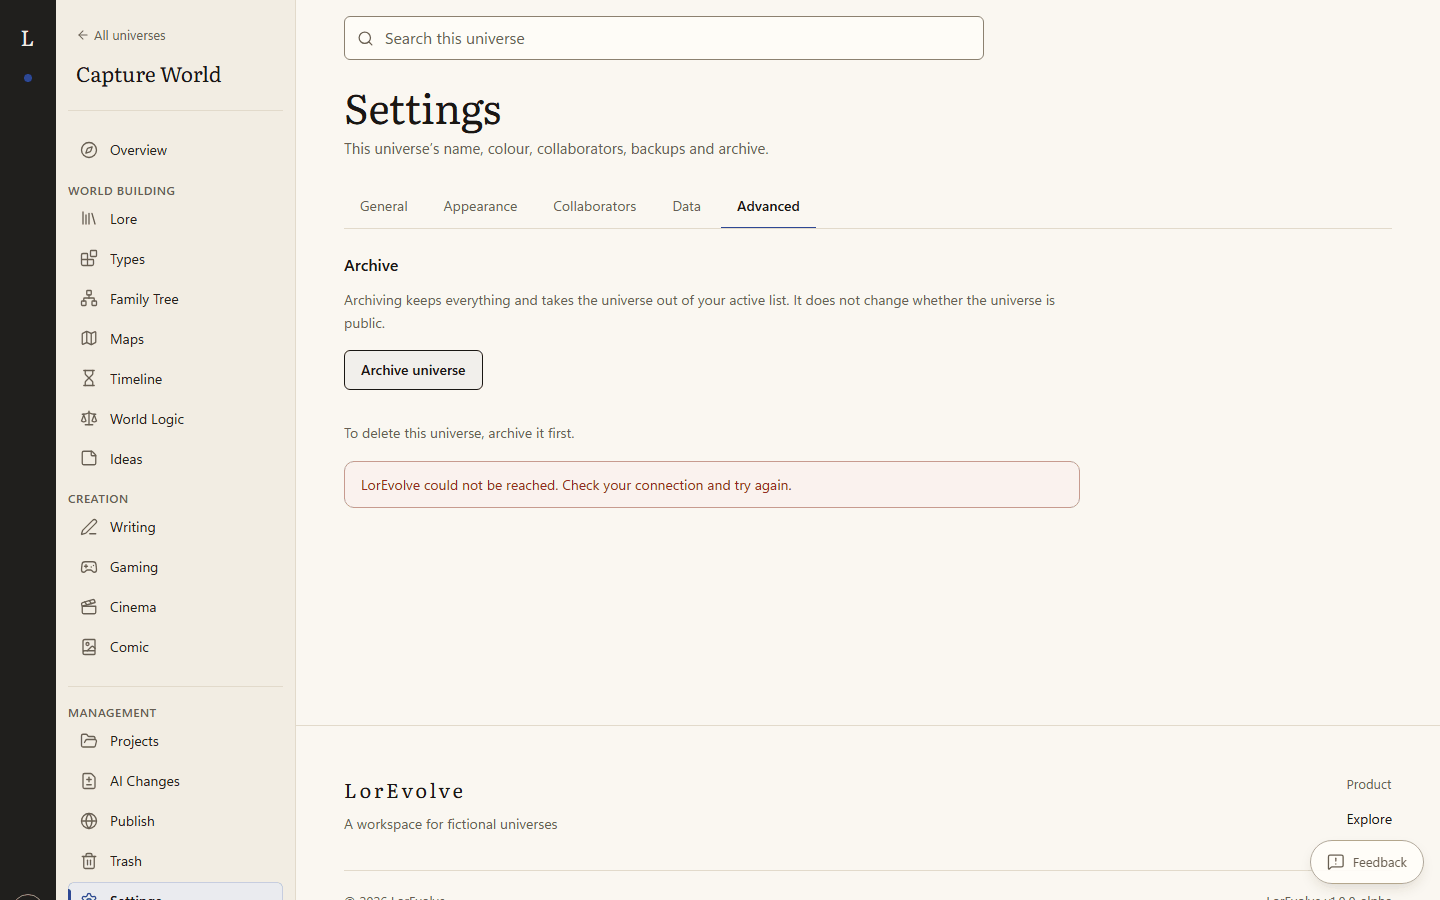 L
All universes
Capture World
Overview
WORLD BUILDING
Lore
Types
Family Tree
Maps
Timeline
World Logic
Ideas
CREATION
Writing
Gaming
Cinema
Comic
MANAGEMENT
Projects
AI Changes
Publish
Trash
Settings
Search this universe
Settings
This universe's name, colour, collaborators, backups and archive.
General
Appearance
Collaborators
Data
Advanced
Archive
Archiving keeps everything and takes the universe out of your active list. It does not change whether the universe is
public.
Archive universe
To delete this universe, archive it first.
LorEvolve could not be reached. Check your connection and try again.
LorEvolve
A workspace for fictional universes
Product
Explore
Feedback
© 2026 LorEvolve